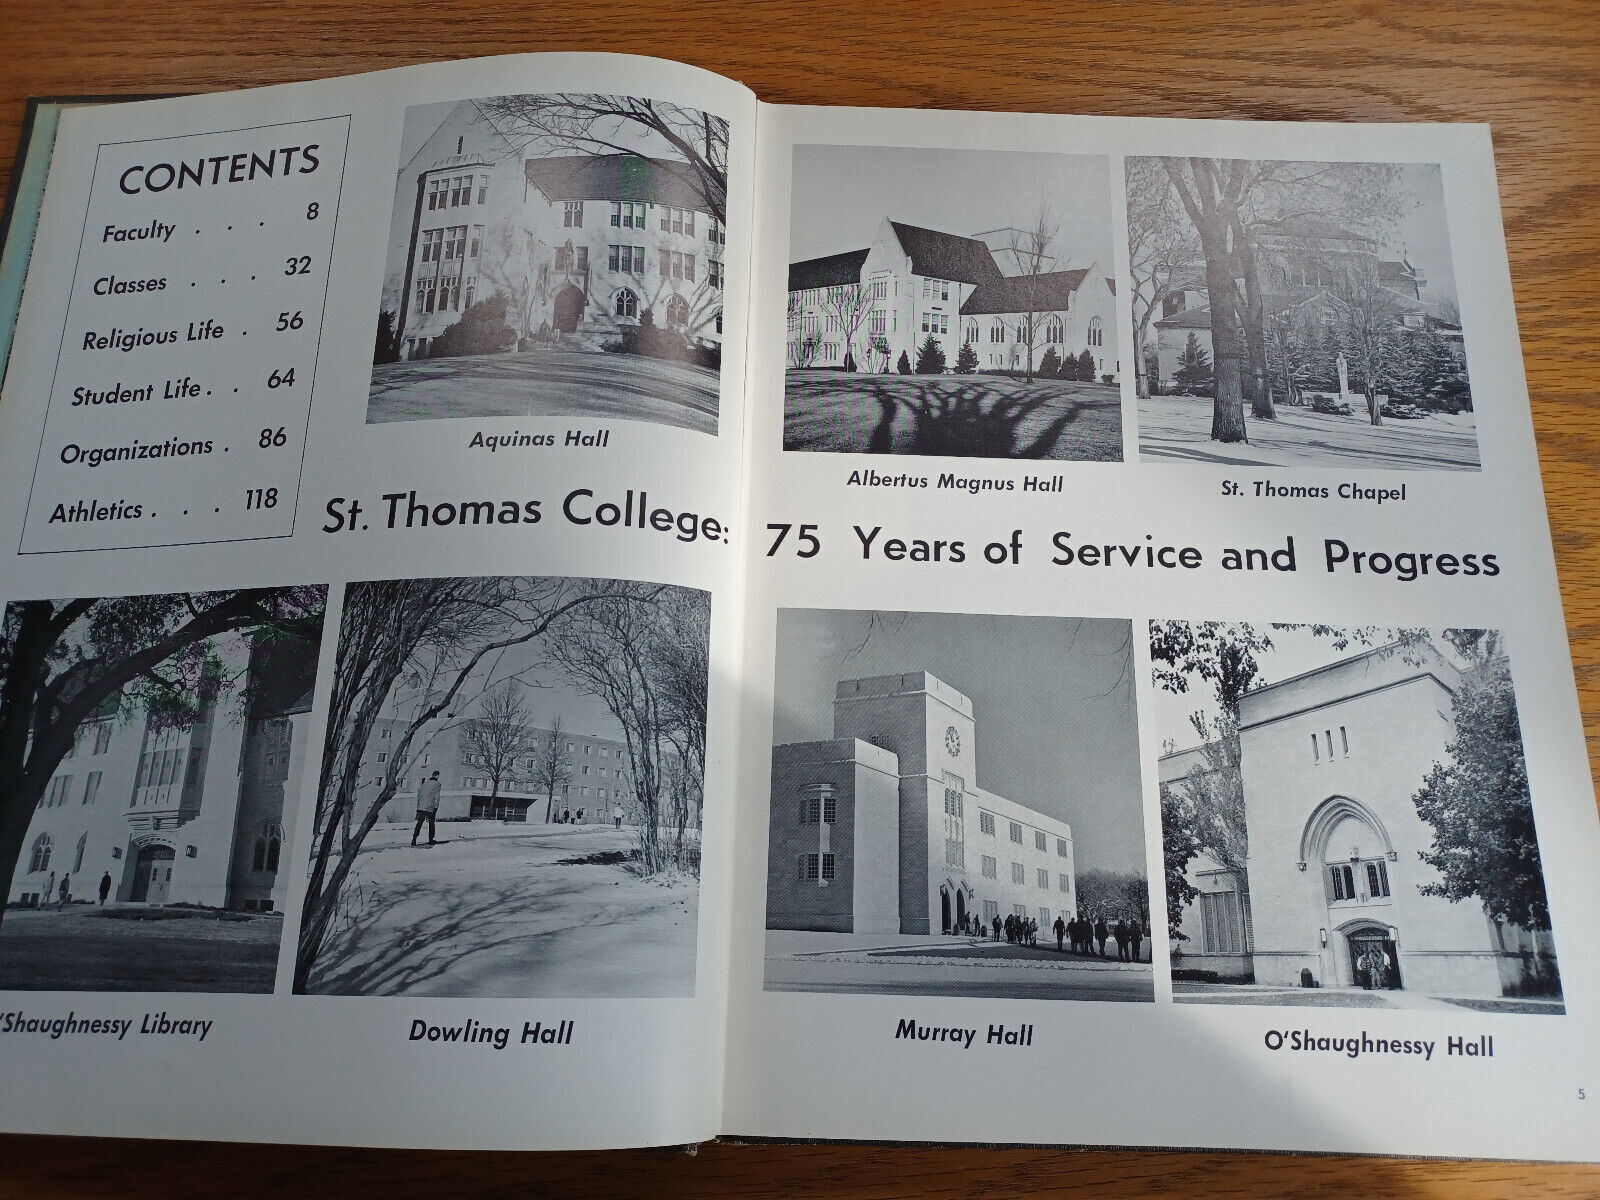 CONTENTS
Faculty . . . 8
Classes . . . 32
Religious Life . 56
Student Life . . 64
Organizations . 86
Athletics . . . 118
Aquinas Hall
Albertus Magnus Hall
St. Thomas Chapel
St. Thomas College: 75 Years of Service and Progress
'Shaughnessy Library
Dowling Hall
Murray Hall
O'Shaughnessy Hall
5